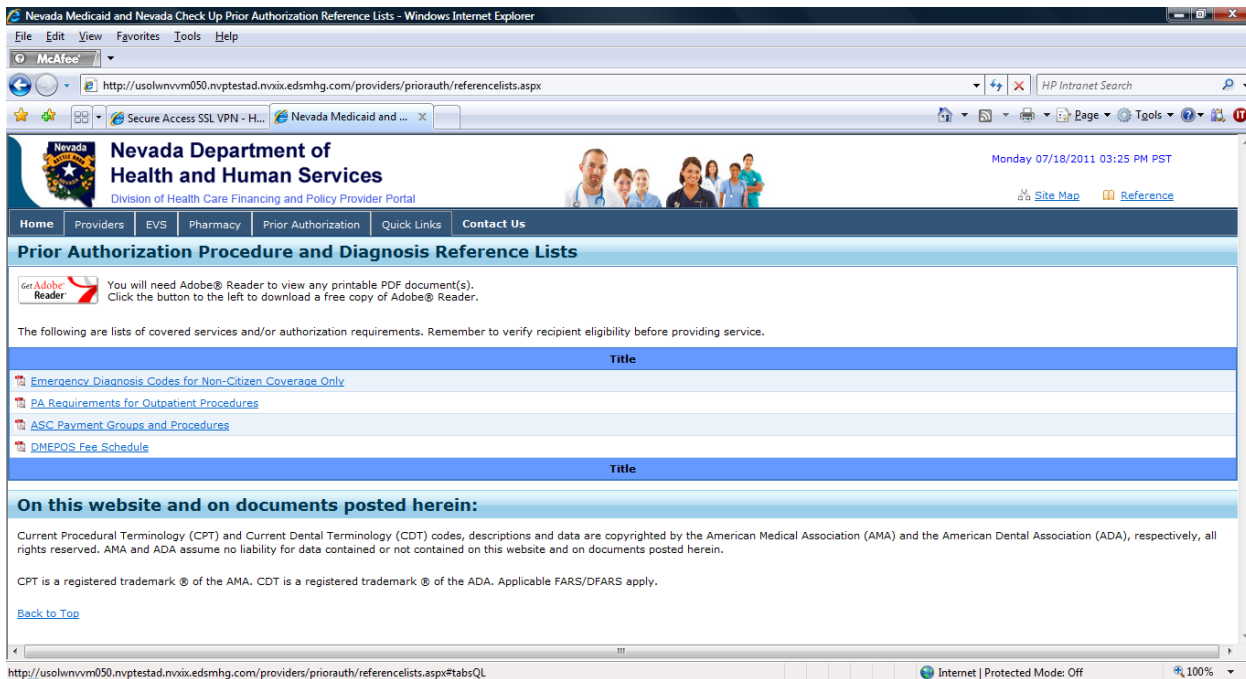 Nevada Medicaid and Nevada Check Up Prior Authorization Reference Lists - Windows Internet Explorer
File Edit View Favorites Tools Help
McAfee
http://usolwnvvm050.nvptestad.nvxix.edsmhg.com/providers/priorauth/referencelists.aspx
HP Intranet Search
Secure Access SSL VPN - H... Nevada Medicaid and ... X
Page Tools
Nevada
Nevada Department of
Health and Human Services
Division of Health Care Financing and Policy Provider Portal
Monday 07/18/2011 03:25 PM PST
Site Map Reference
Home Providers EVS Pharmacy Prior Authorization Quick Links Contact Us
Prior Authorization Procedure and Diagnosis Reference Lists
Get Adobe®
Reader®
You will need Adobe® Reader to view any printable PDF document(s).
Click the button to the left to download a free copy of Adobe® Reader.
The following are lists of covered services and/or authorization requirements. Remember to verify recipient eligibility before providing service.
Title
Emergency Diagnosis Codes for Non-Citizen Coverage Only
PA Requirements for Outpatient Procedures
ASC Payment Groups and Procedures
DMEPOS Fee Schedule
Title
On this website and on documents posted herein:
Current Procedural Terminology (CPT) and Current Dental Terminology (CDT) codes, descriptions and data are copyrighted by the American Medical Association (AMA) and the American Dental Association (ADA), respectively, all
rights reserved. AMA and ADA assume no liability for data contained or not contained on this website and on documents posted herein.
CPT is a registered trademark ® of the AMA. CDT is a registered trademark ® of the ADA. Applicable FARS/DFARS apply.
Back to Top
http://usolwnvvm050.nvptestad.nvxix.edsmhg.com/providers/priorauth/referencelists.aspx#tabsQL
Internet | Protected Mode: Off
100%